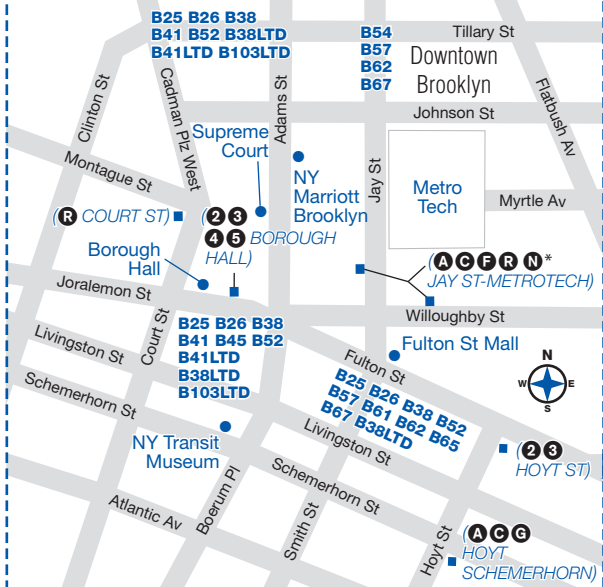 B25 B26 B38
B41 B52 B38LTD
B41LTD B103LTD
B54
B57
B62
B67
Tillary St
Downtown
Brooklyn
Clinton St
Cadman Plz West
Adams St
Flatbush Av
Johnson St
Supreme
Court
Montague St
NY
Marriott
Brooklyn
Jay St
Metro
Tech
Myrtle Av
(R COURT ST)
(2 3
4 5 BOROUGH
HALL)
Borough
Hall
(A C F R N*
JAY ST-METROTECH)
Joralemon St
Willoughby St
Court St
B25 B26 B38
B41 B45 B52
B41LTD
B38LTD
B103LTD
Livingston St
Fulton St
Fulton St Mall
N
W E
S
Schemerhorn St
B25 B26 B38 B52
B57 B61 B62 B65
B67 B38LTD
NY Transit
Museum
Livingston St
(2 3
HOYT ST)
Schemerhorn St
Atlantic Av
Boerum Pl
Smith St
Hoyt St
(A C G
HOYT
SCHEMERHORN)